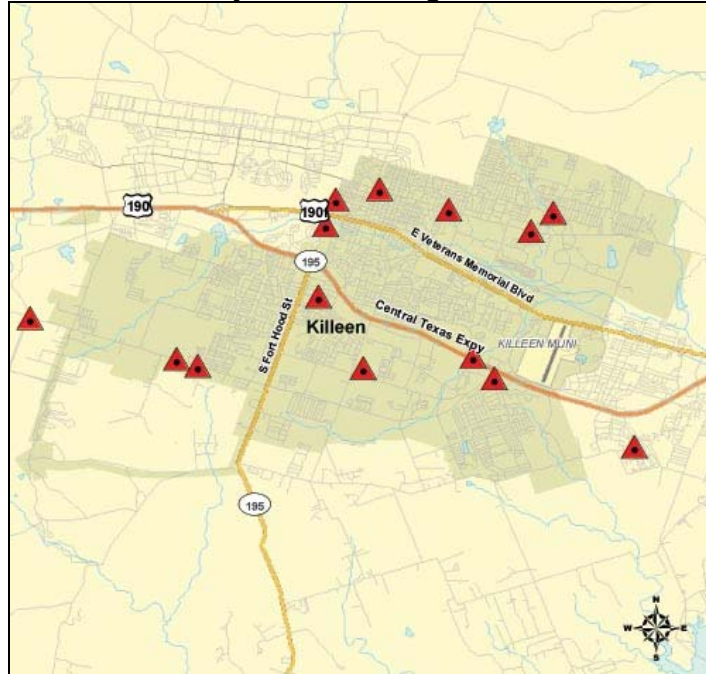 190
190
195
E Veterans Memorial Blvd
S Fort Hood St
Central Texas Expy
Killeen
KILLEEN MUNI
195
N
W E
S